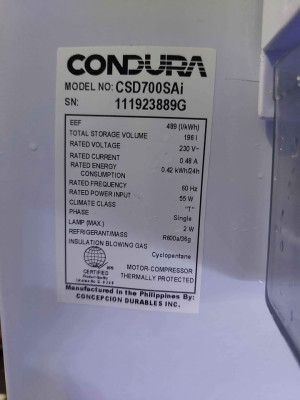 CONDURA
MODEL NO: CSD700SAi
SN: 111923889G
EEF 489 (l/kWh)
TOTAL STORAGE VOLUME 196 l
RATED VOLTAGE 230 V~
RATED CURRENT 0.48 A
RATED ENERGY CONSUMPTION 0.42 kWh/24h
RATED FREQUENCY 60 Hz
RATED POWER INPUT 55 W
CLIMATE CLASS "T"
PHASE Single
LAMP (MAX.) 2 W
REFRIGERANT/MASS R600a/36g
INSULATION BLOWING GAS Cyclopentane
CERTIFIED
MOTOR-COMPRESSOR
THERMALLY PROTECTED
Manufactured in the Philippines By:
CONCEPCION DURABLES INC.